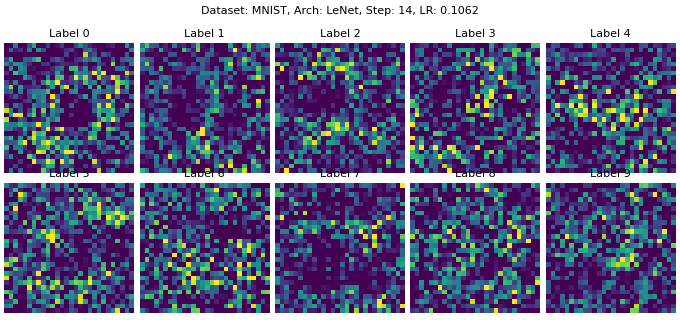 Dataset: MNIST, Arch: LeNet, Step: 14, LR: 0.1062
Label 0 Label 1 Label 2 Label 3 Label 4
Label 5 Label 6 Label 7 Label 8 Label 9